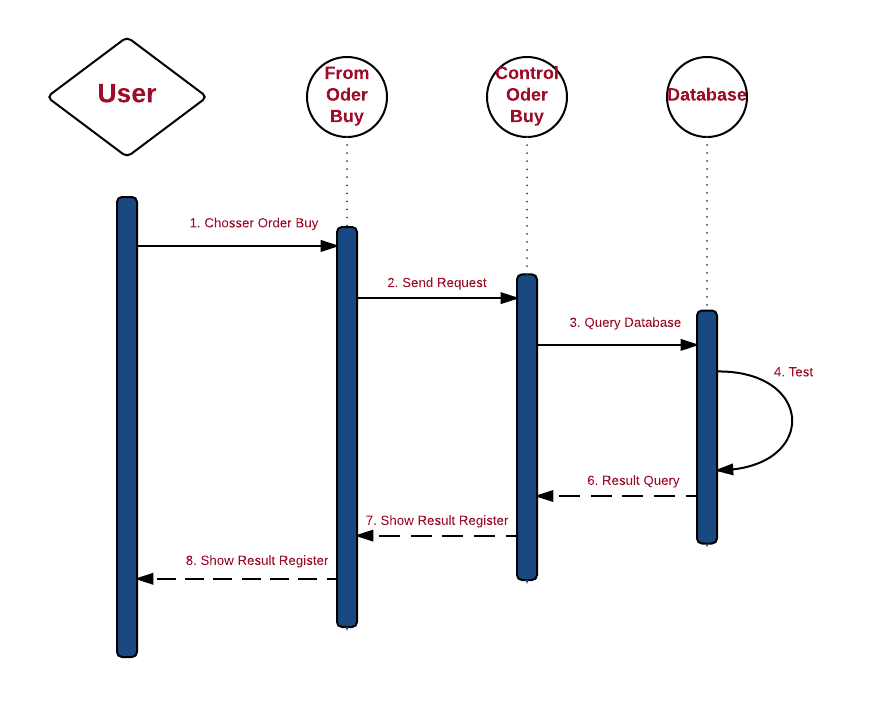 User
From
Oder
Buy
Control
Oder
Buy
Database
1. Chosser Order Buy
2. Send Request
3. Query Database
4. Test
6. Result Query
7. Show Result Register
8. Show Result Register